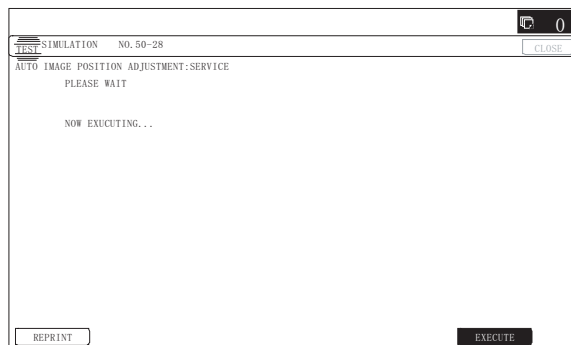 0
TEST SIMULATION NO.50-28
CLOSE
AUTO IMAGE POSITION ADJUSTMENT:SERVICE
PLEASE WAIT
NOW EXUCUTING...
REPRINT
EXECUTE